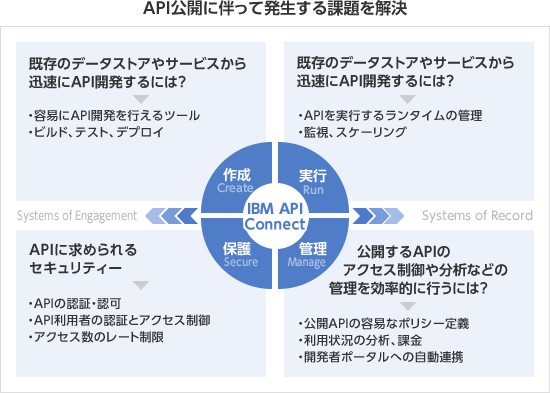 API公開に伴って発生する課題を解決
既存のデータストアやサービスから
迅速にAPI開発するには?
・容易にAPI開発を行えるツール
・ビルド、テスト、デプロイ
既存のデータストアやサービスから
迅速にAPI開発するには?
・APIを実行するランタイムの管理
・監視、スケーリング
作成
Create
実行
Run
IBM API
Connect
保護
Secure
管理
Manage
Systems of Engagement
Systems of Record
APIに求められる
セキュリティー
・APIの認証・認可
・API利用者の認証とアクセス制御
・アクセス数のレート制限
公開するAPIの
アクセス制御や分析などの
管理を効率的に行うには?
・公開APIの容易なポリシー定義
・利用状況の分析、課金
・開発者ポータルへの自動連携